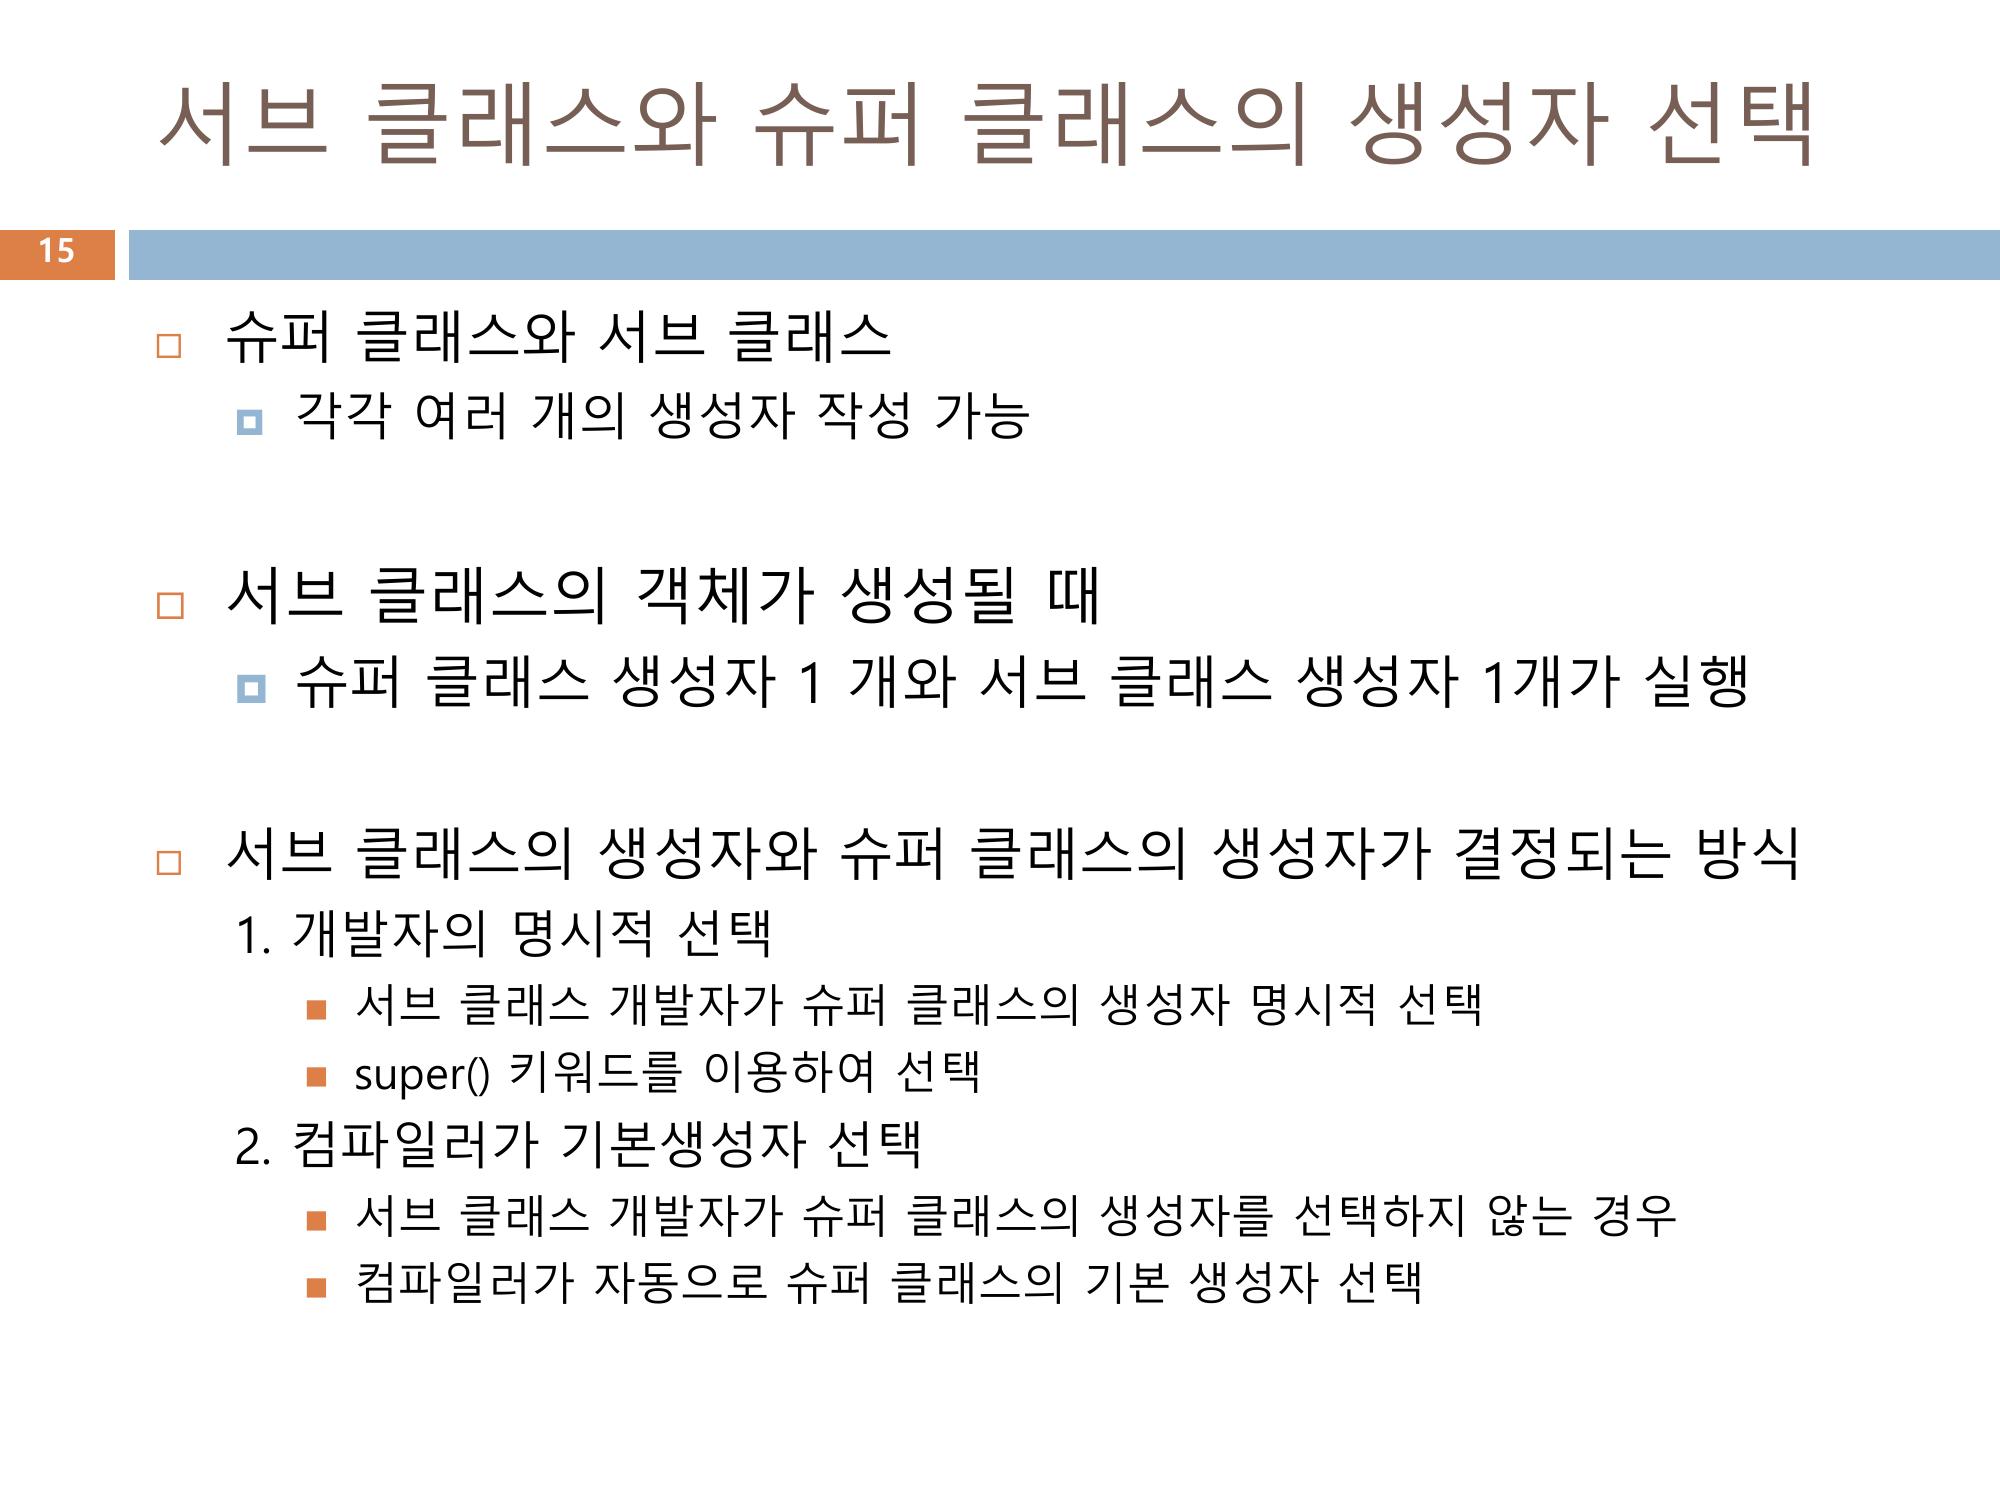 서브 클래스와 슈퍼 클래스의 생성자 선택
15
슈퍼 클래스와 서브 클래스
각각 여러 개의 생성자 작성 가능
서브 클래스의 객체가 생성될 때
슈퍼 클래스 생성자 1 개와 서브 클래스 생성자 1개가 실행
서브 클래스의 생성자와 슈퍼 클래스의 생성자가 결정되는 방식
1. 개발자의 명시적 선택
서브 클래스 개발자가 슈퍼 클래스의 생성자 명시적 선택
super() 키워드를 이용하여 선택
2. 컴파일러가 기본생성자 선택
서브 클래스 개발자가 슈퍼 클래스의 생성자를 선택하지 않는 경우
컴파일러가 자동으로 슈퍼 클래스의 기본 생성자 선택